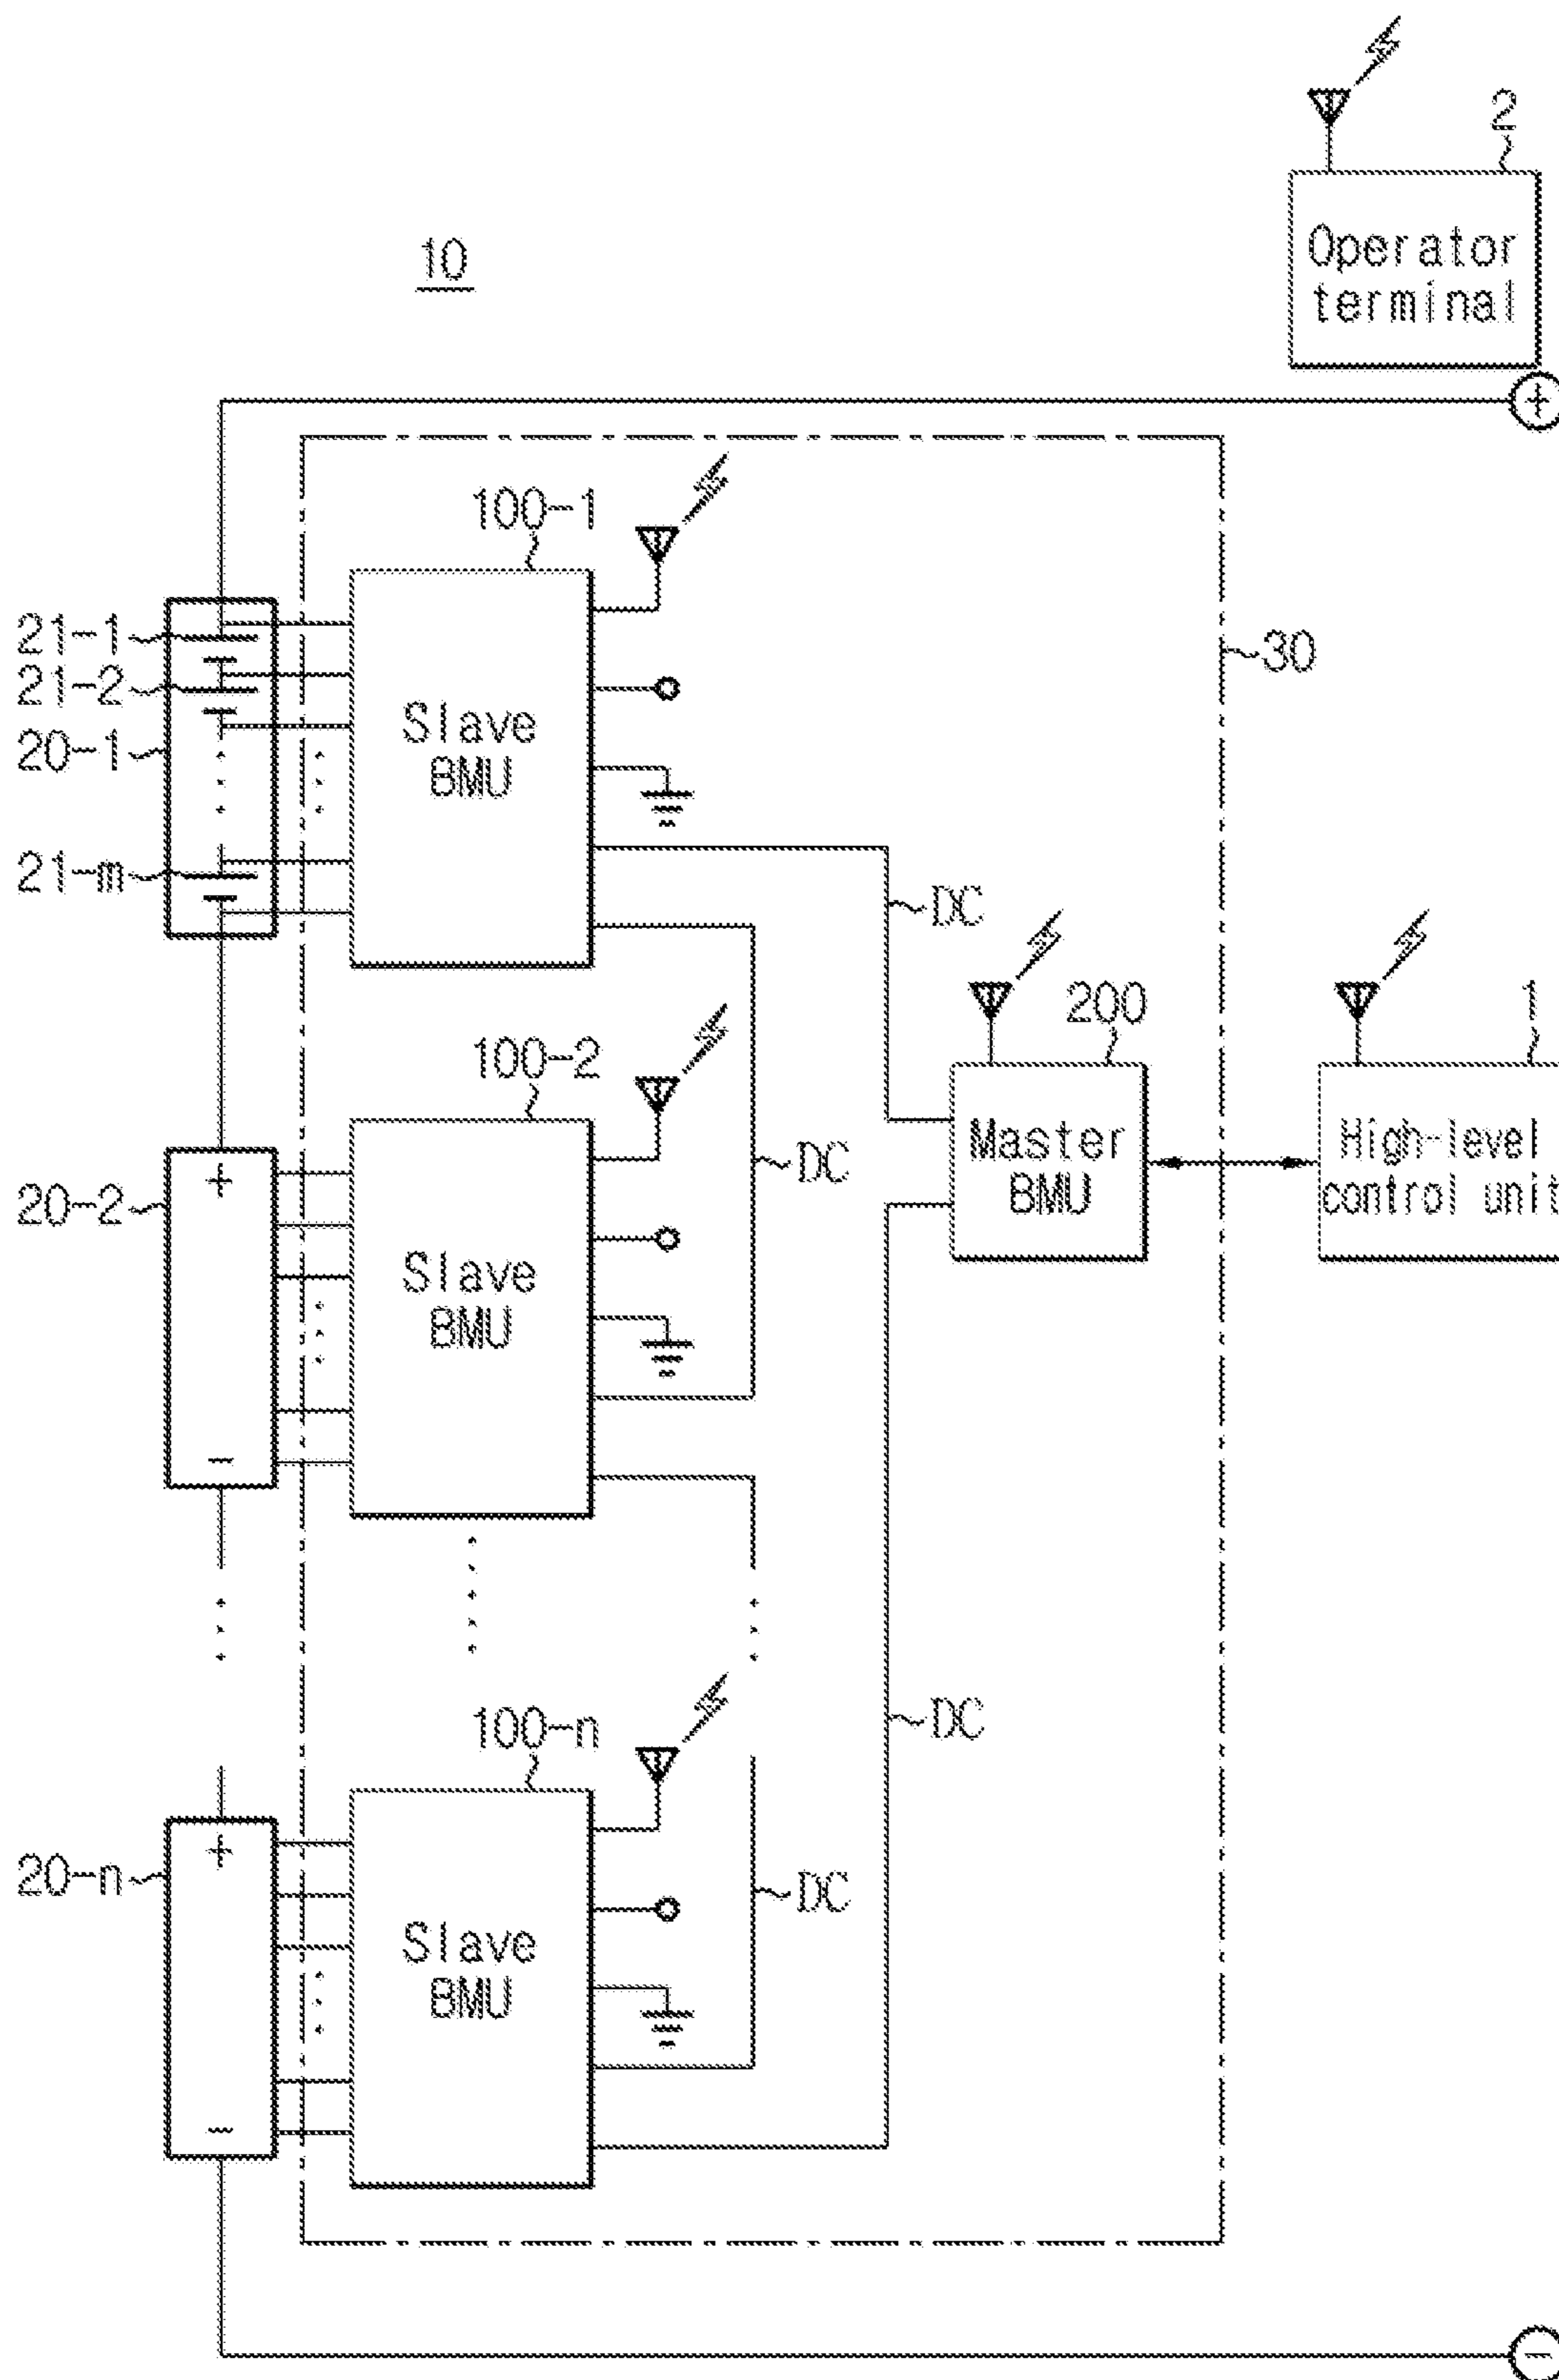 2
Operator
terminal
10
+
100-1
21-1
21-2
20-1
21-m
Slave
BMU
30
DC
100-2
200
1
20-2
+
−
Slave
BMU
DC
Master
BMU
High-level
control unit
100-n
DC
20-n
+
−
Slave
BMU
DC
−